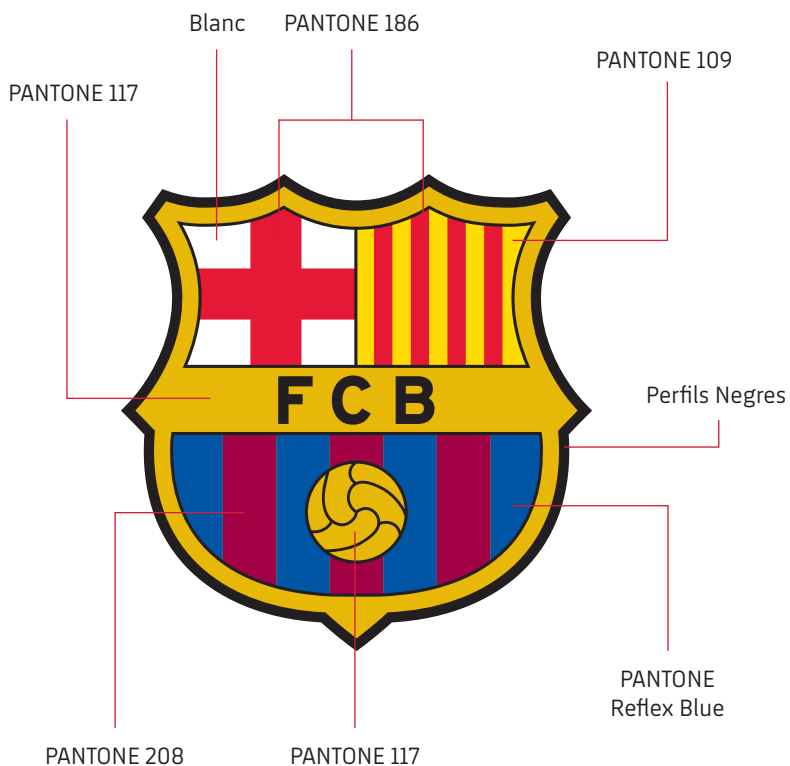 Blanc
PANTONE 186
PANTONE 109
PANTONE 117
FCB
Perfils Negres
PANTONE
Reflex Blue
PANTONE 208
PANTONE 117